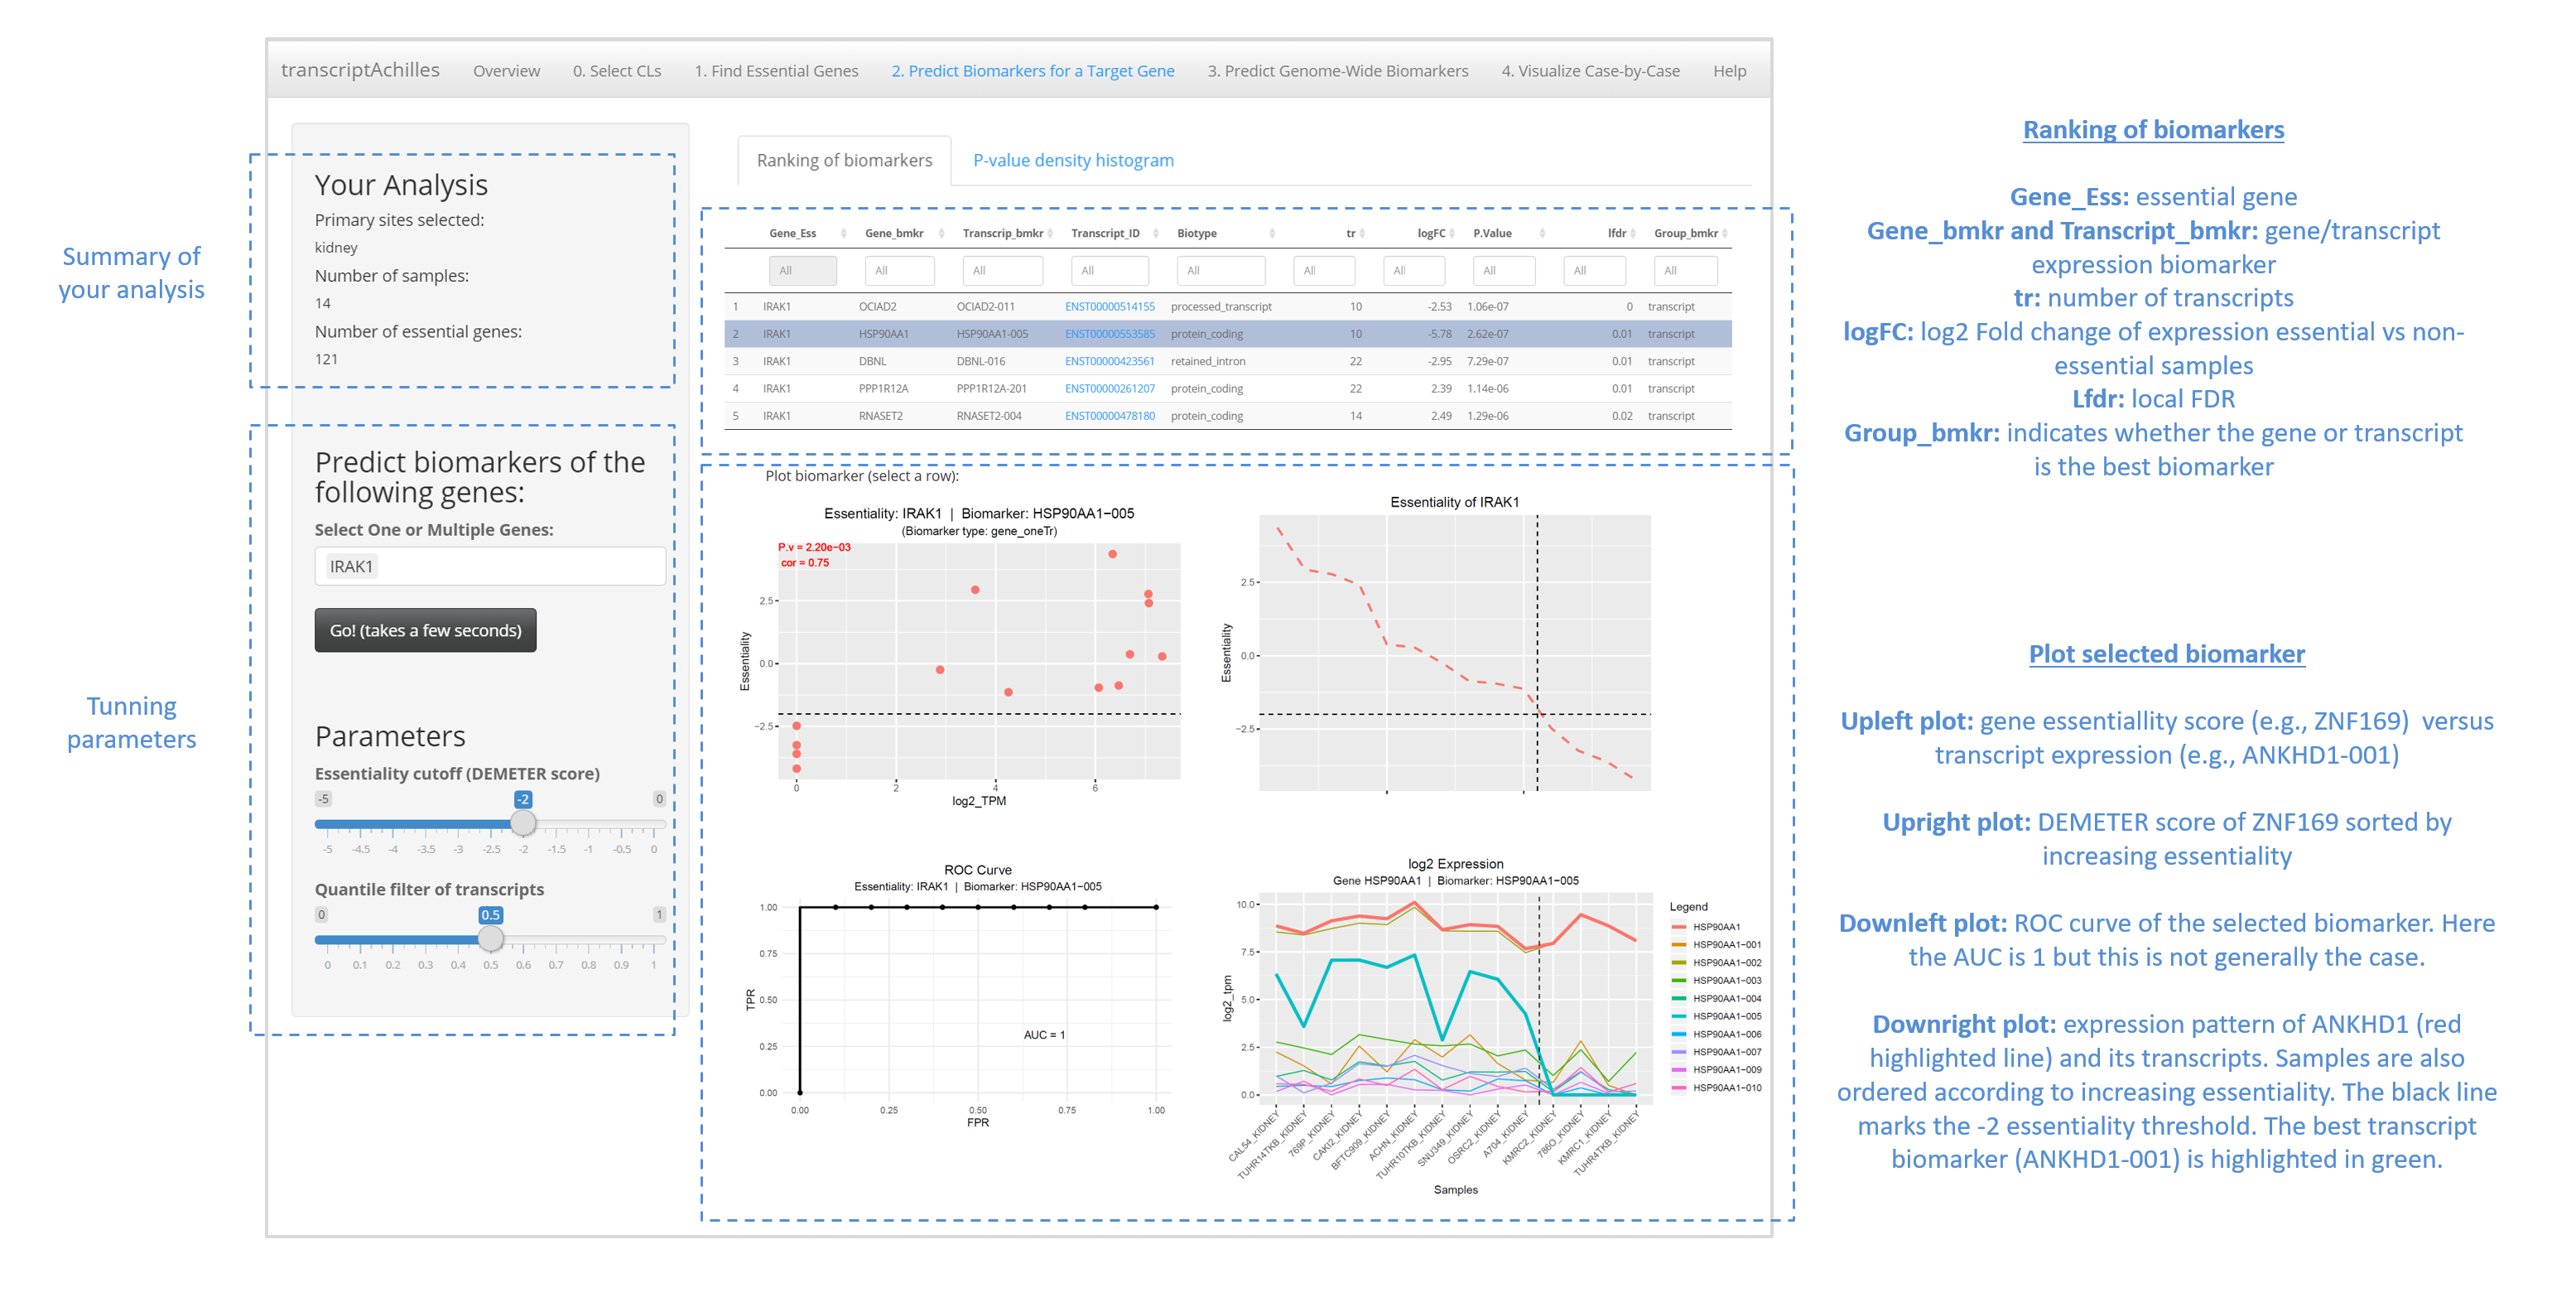 transcriptAchilles Overview 0. Select CLs 1. Find Essential Genes 2. Predict Biomarkers for a Target Gene 3. Predict Genome-Wide Biomarkers 4. Visualize Case-by-Case Help
Summary of
your analysis
Your Analysis
Primary sites selected:
kidney
Number of samples:
14
Number of essential genes:
121
Tunning
parameters
Predict biomarkers of the
following genes:
Select One or Multiple Genes:
IRAK1
Go! (takes a few seconds)
Parameters
Essentiality cutoff (DEMETER score)
-5 -2 0
-5 -4.5 -4 -3.5 -3 -2.5 -2 -1.5 -1 -0.5 0
Quantile filter of transcripts
0 0.5 1
0 0.1 0.2 0.3 0.4 0.5 0.6 0.7 0.8 0.9 1
Ranking of biomarkers P-value density histogram
Gene_Ess Gene_bmkr Transcrip_bmkr Transcript_ID Biotype tr logFC P.Value lfdr Group_bmkr
All All All All All All All All All All
1 IRAK1 OCIAD2 OCIAD2-011 ENST00000514155 processed_transcript 10 -2.53 1.06e-07 0 transcript
2 IRAK1 HSP90AA1 HSP90AA1-005 ENST00000553585 protein_coding 10 -5.78 2.62e-07 0.01 transcript
3 IRAK1 DBNL DBNL-016 ENST00000423561 retained_intron 22 -2.95 7.29e-07 0.01 transcript
4 IRAK1 PPP1R12A PPP1R12A-201 ENST00000261207 protein_coding 22 2.39 1.14e-06 0.01 transcript
5 IRAK1 RNASET2 RNASET2-004 ENST00000478180 protein_coding 14 2.49 1.29e-06 0.02 transcript
Plot biomarker (select a row):
Essentiality: IRAK1 | Biomarker: HSP90AA1−005
(Biomarker type: gene_oneTr)
P.v = 2.20e−03
cor = 0.75
Essentiality
2.5
0.0
−2.5
0 2 4 6
log2_TPM
Essentiality of IRAK1
Essentiality
2.5
0.0
−2.5
ROC Curve
Essentiality: IRAK1 | Biomarker: HSP90AA1−005
TPR
1.00
0.75
0.50
0.25
0.00
AUC = 1
0.00 0.25 0.50 0.75 1.00
FPR
log2 Expression
Gene HSP90AA1 | Biomarker: HSP90AA1−005
log2_tpm
10.0
7.5
5.0
2.5
0.0
CAL54_KIDNEY
TUHR14TKB_KIDNEY
769P_KIDNEY
CAKI2_KIDNEY
BFTC909_KIDNEY
ACHN_KIDNEY
TUHR10TKB_KIDNEY
SNU349_KIDNEY
OSRC2_KIDNEY
A704_KIDNEY
KMRC2_KIDNEY
786O_KIDNEY
KMRC1_KIDNEY
TUHR4TKB_KIDNEY
Samples
Legend
HSP90AA1
HSP90AA1−001
HSP90AA1−002
HSP90AA1−003
HSP90AA1−004
HSP90AA1−005
HSP90AA1−006
HSP90AA1−007
HSP90AA1−009
HSP90AA1−010
Ranking of biomarkers
Gene_Ess: essential gene
Gene_bmkr and Transcript_bmkr: gene/transcript
expression biomarker
tr: number of transcripts
logFC: log2 Fold change of expression essential vs non-
essential samples
Lfdr: local FDR
Group_bmkr: indicates whether the gene or transcript
is the best biomarker
Plot selected biomarker
Upleft plot: gene essentiallity score (e.g., ZNF169) versus
transcript expression (e.g., ANKHD1-001)
Upright plot: DEMETER score of ZNF169 sorted by
increasing essentiality
Downleft plot: ROC curve of the selected biomarker. Here
the AUC is 1 but this is not generally the case.
Downright plot: expression pattern of ANKHD1 (red
highlighted line) and its transcripts. Samples are also
ordered according to increasing essentiality. The black line
marks the -2 essentiality threshold. The best transcript
biomarker (ANKHD1-001) is highlighted in green.